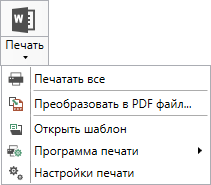 W
Печать
Печатать все
Преобразовать в PDF файл...
Открыть шаблон
Программа печати
Настройки печати